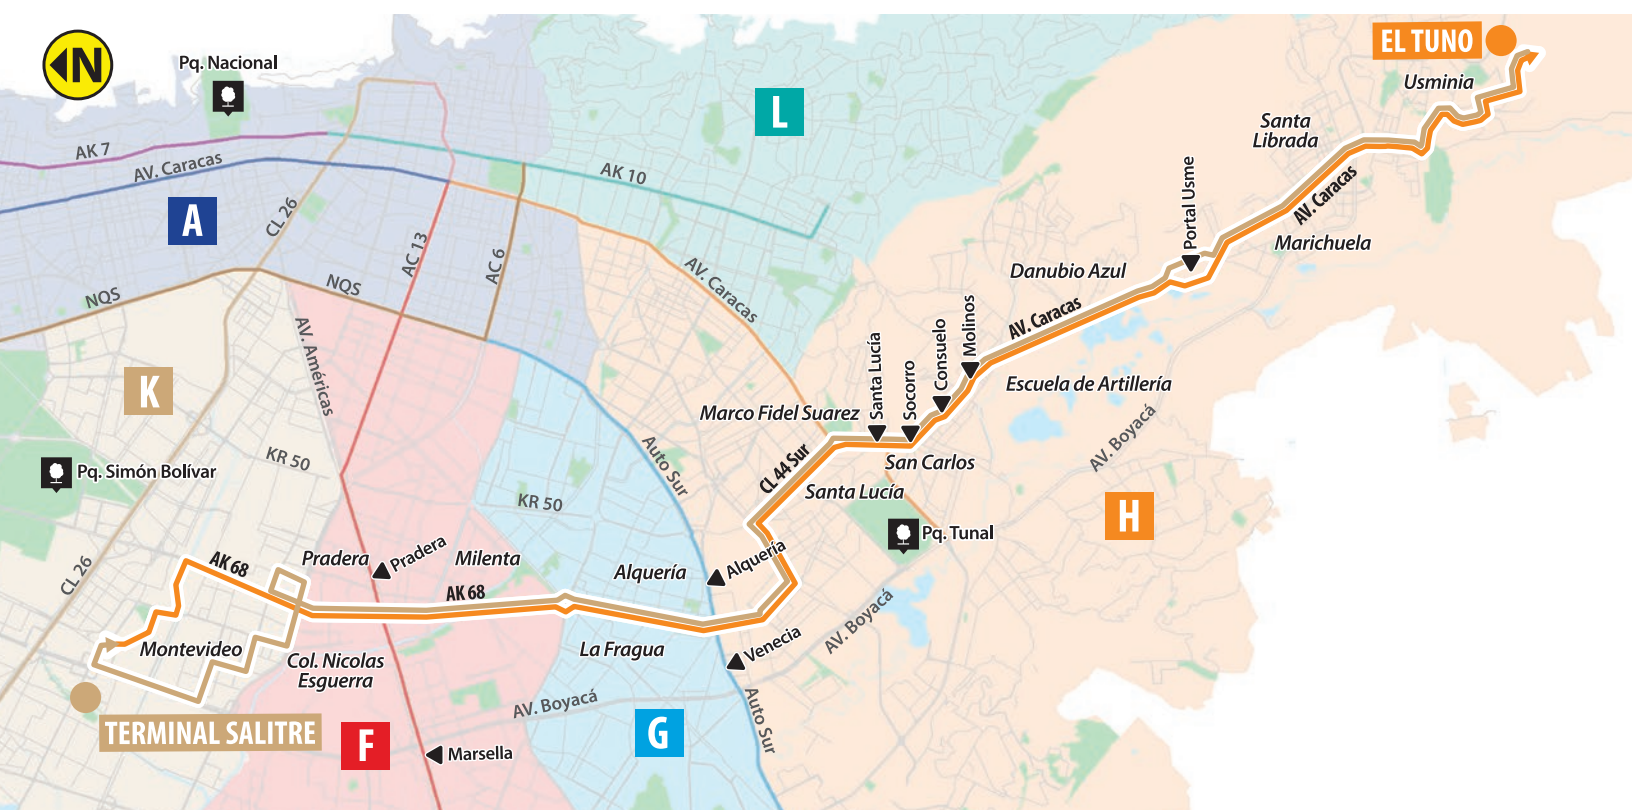 N
Pq. Nacional
EL TUNO
Usminia
L
Santa
Librada
AK 7
AV. Caracas
AK 10
Portal Usme
AV. Caracas
A
CL 26
AC 13
AC 6
Marichuela
NQS
NQS
AV. Caracas
Danubio Azul
AV. Caracas
AV. Américas
Santa Lucía
Socorro
Consuelo
Molinos
K
Escuela de Artillería
Marco Fidel Suarez
AV. Boyacá
KR 50
Auto Sur
CL 44 Sur
San Carlos
Pq. Simón Bolívar
Santa Lucía
KR 50
H
Pq. Tunal
CL 26
AK 68
Pradera
Pradera
Milenta
Alquería
Alquería
AK 68
AV. Boyacá
Montevideo
La Fragua
Venecia
Col. Nicolas
Esguerra
AV. Boyacá
Auto Sur
TERMINAL SALITRE
F
G
Marsella